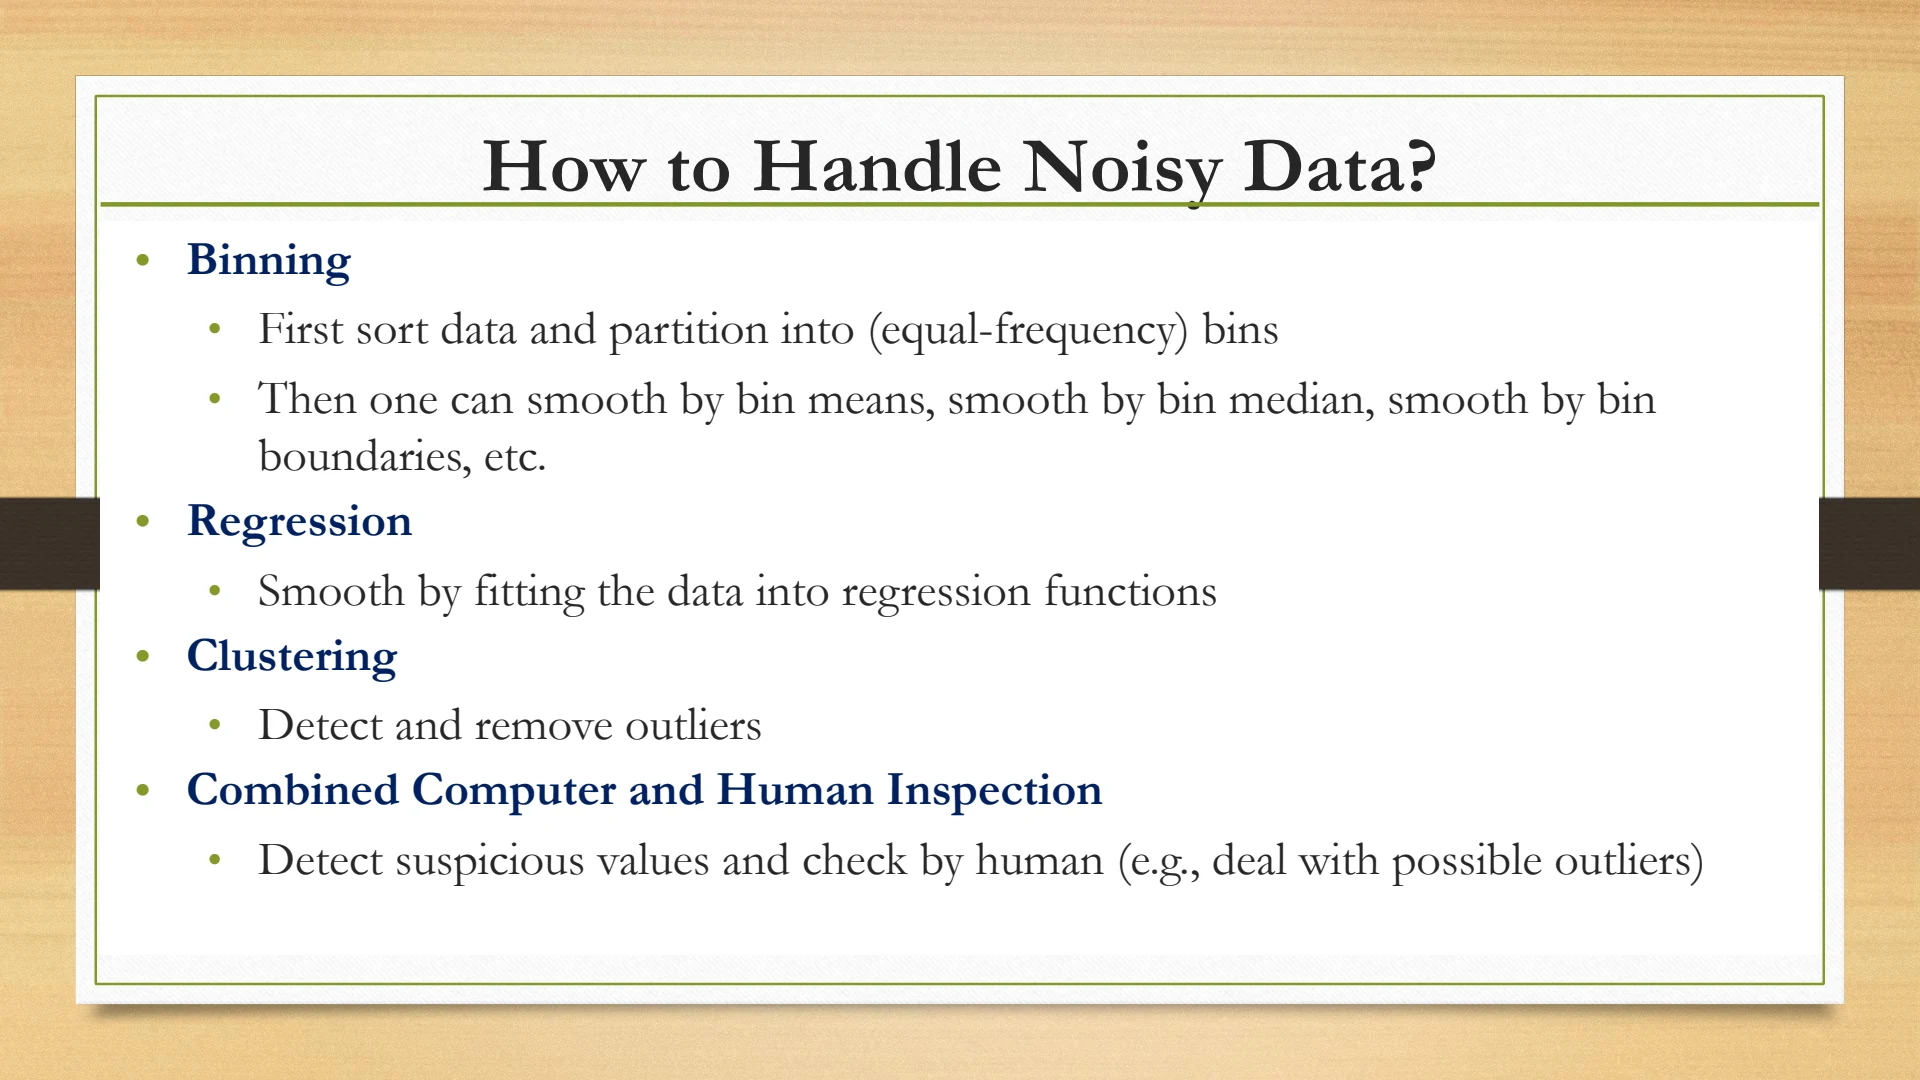 How to Handle Noisy Data?
• Binning
• First sort data and partition into (equal-frequency) bins
• Then one can smooth by bin means, smooth by bin median, smooth by bin
boundaries, etc.
• Regression
• Smooth by fitting the data into regression functions
• Clustering
• Detect and remove outliers
• Combined Computer and Human Inspection
• Detect suspicious values and check by human (e.g., deal with possible outliers)